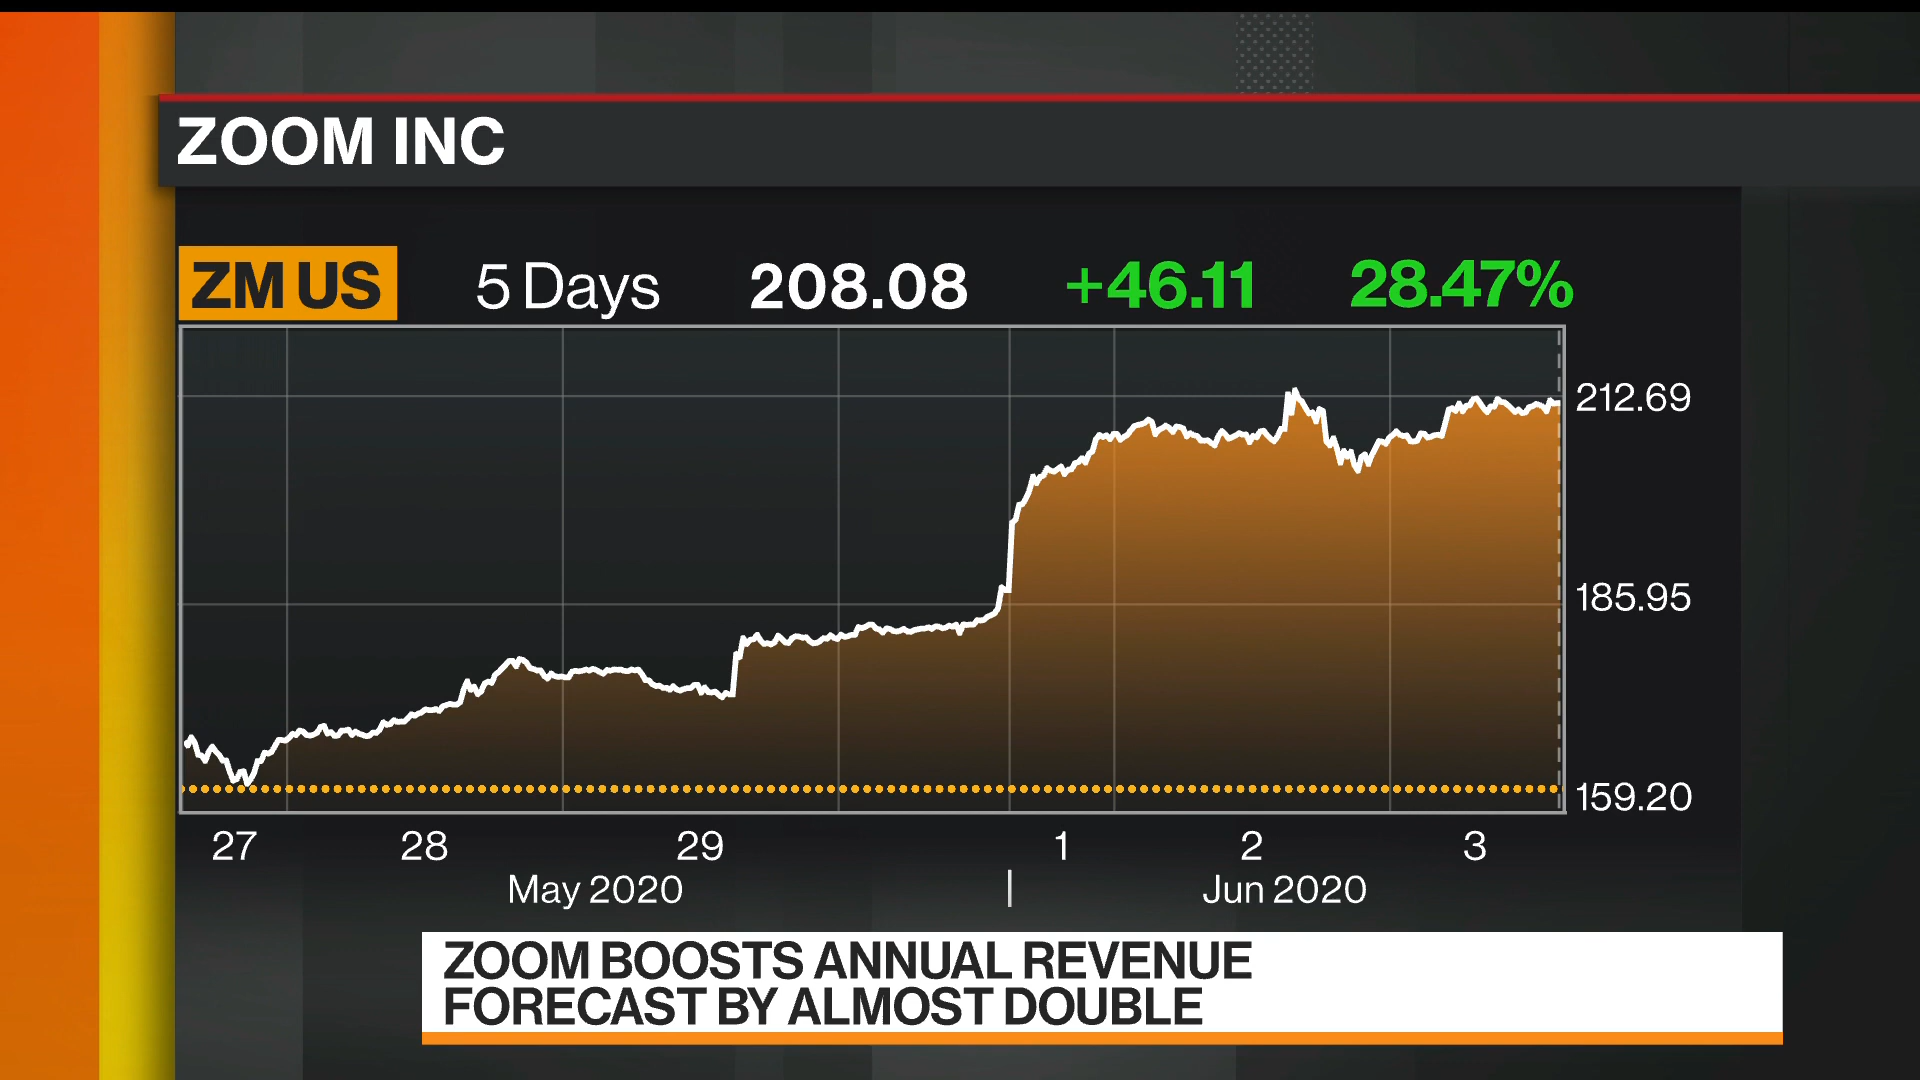 ZOOM INC
ZM US 5 Days 208.08 +46.11 28.47%
212.69
185.95
159.20
27 28 29 1 2 3
May 2020 | Jun 2020
ZOOM BOOSTS ANNUAL REVENUE
FORECAST BY ALMOST DOUBLE